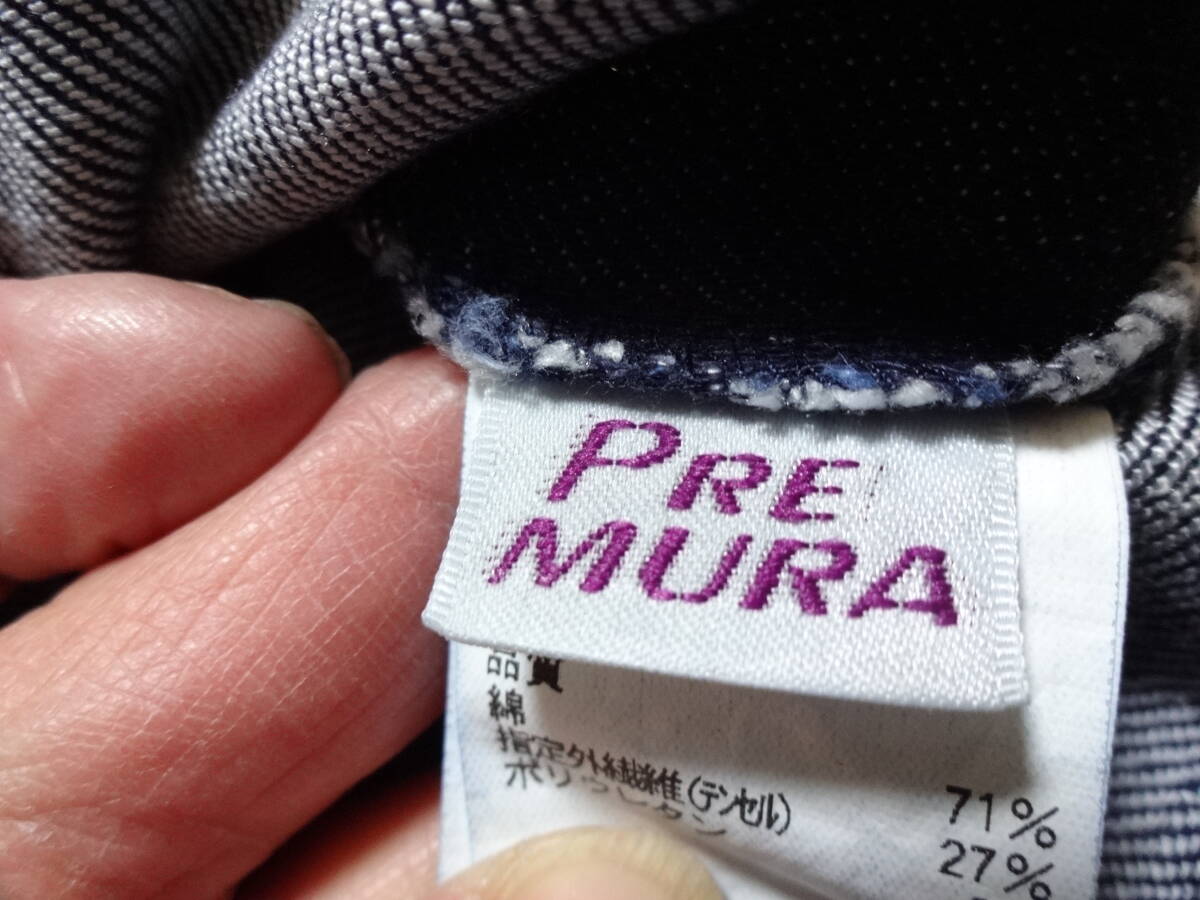 PRE
MURA
品質
綿 71%
指定外繊維(テンセル) 27%
ポリウレタン